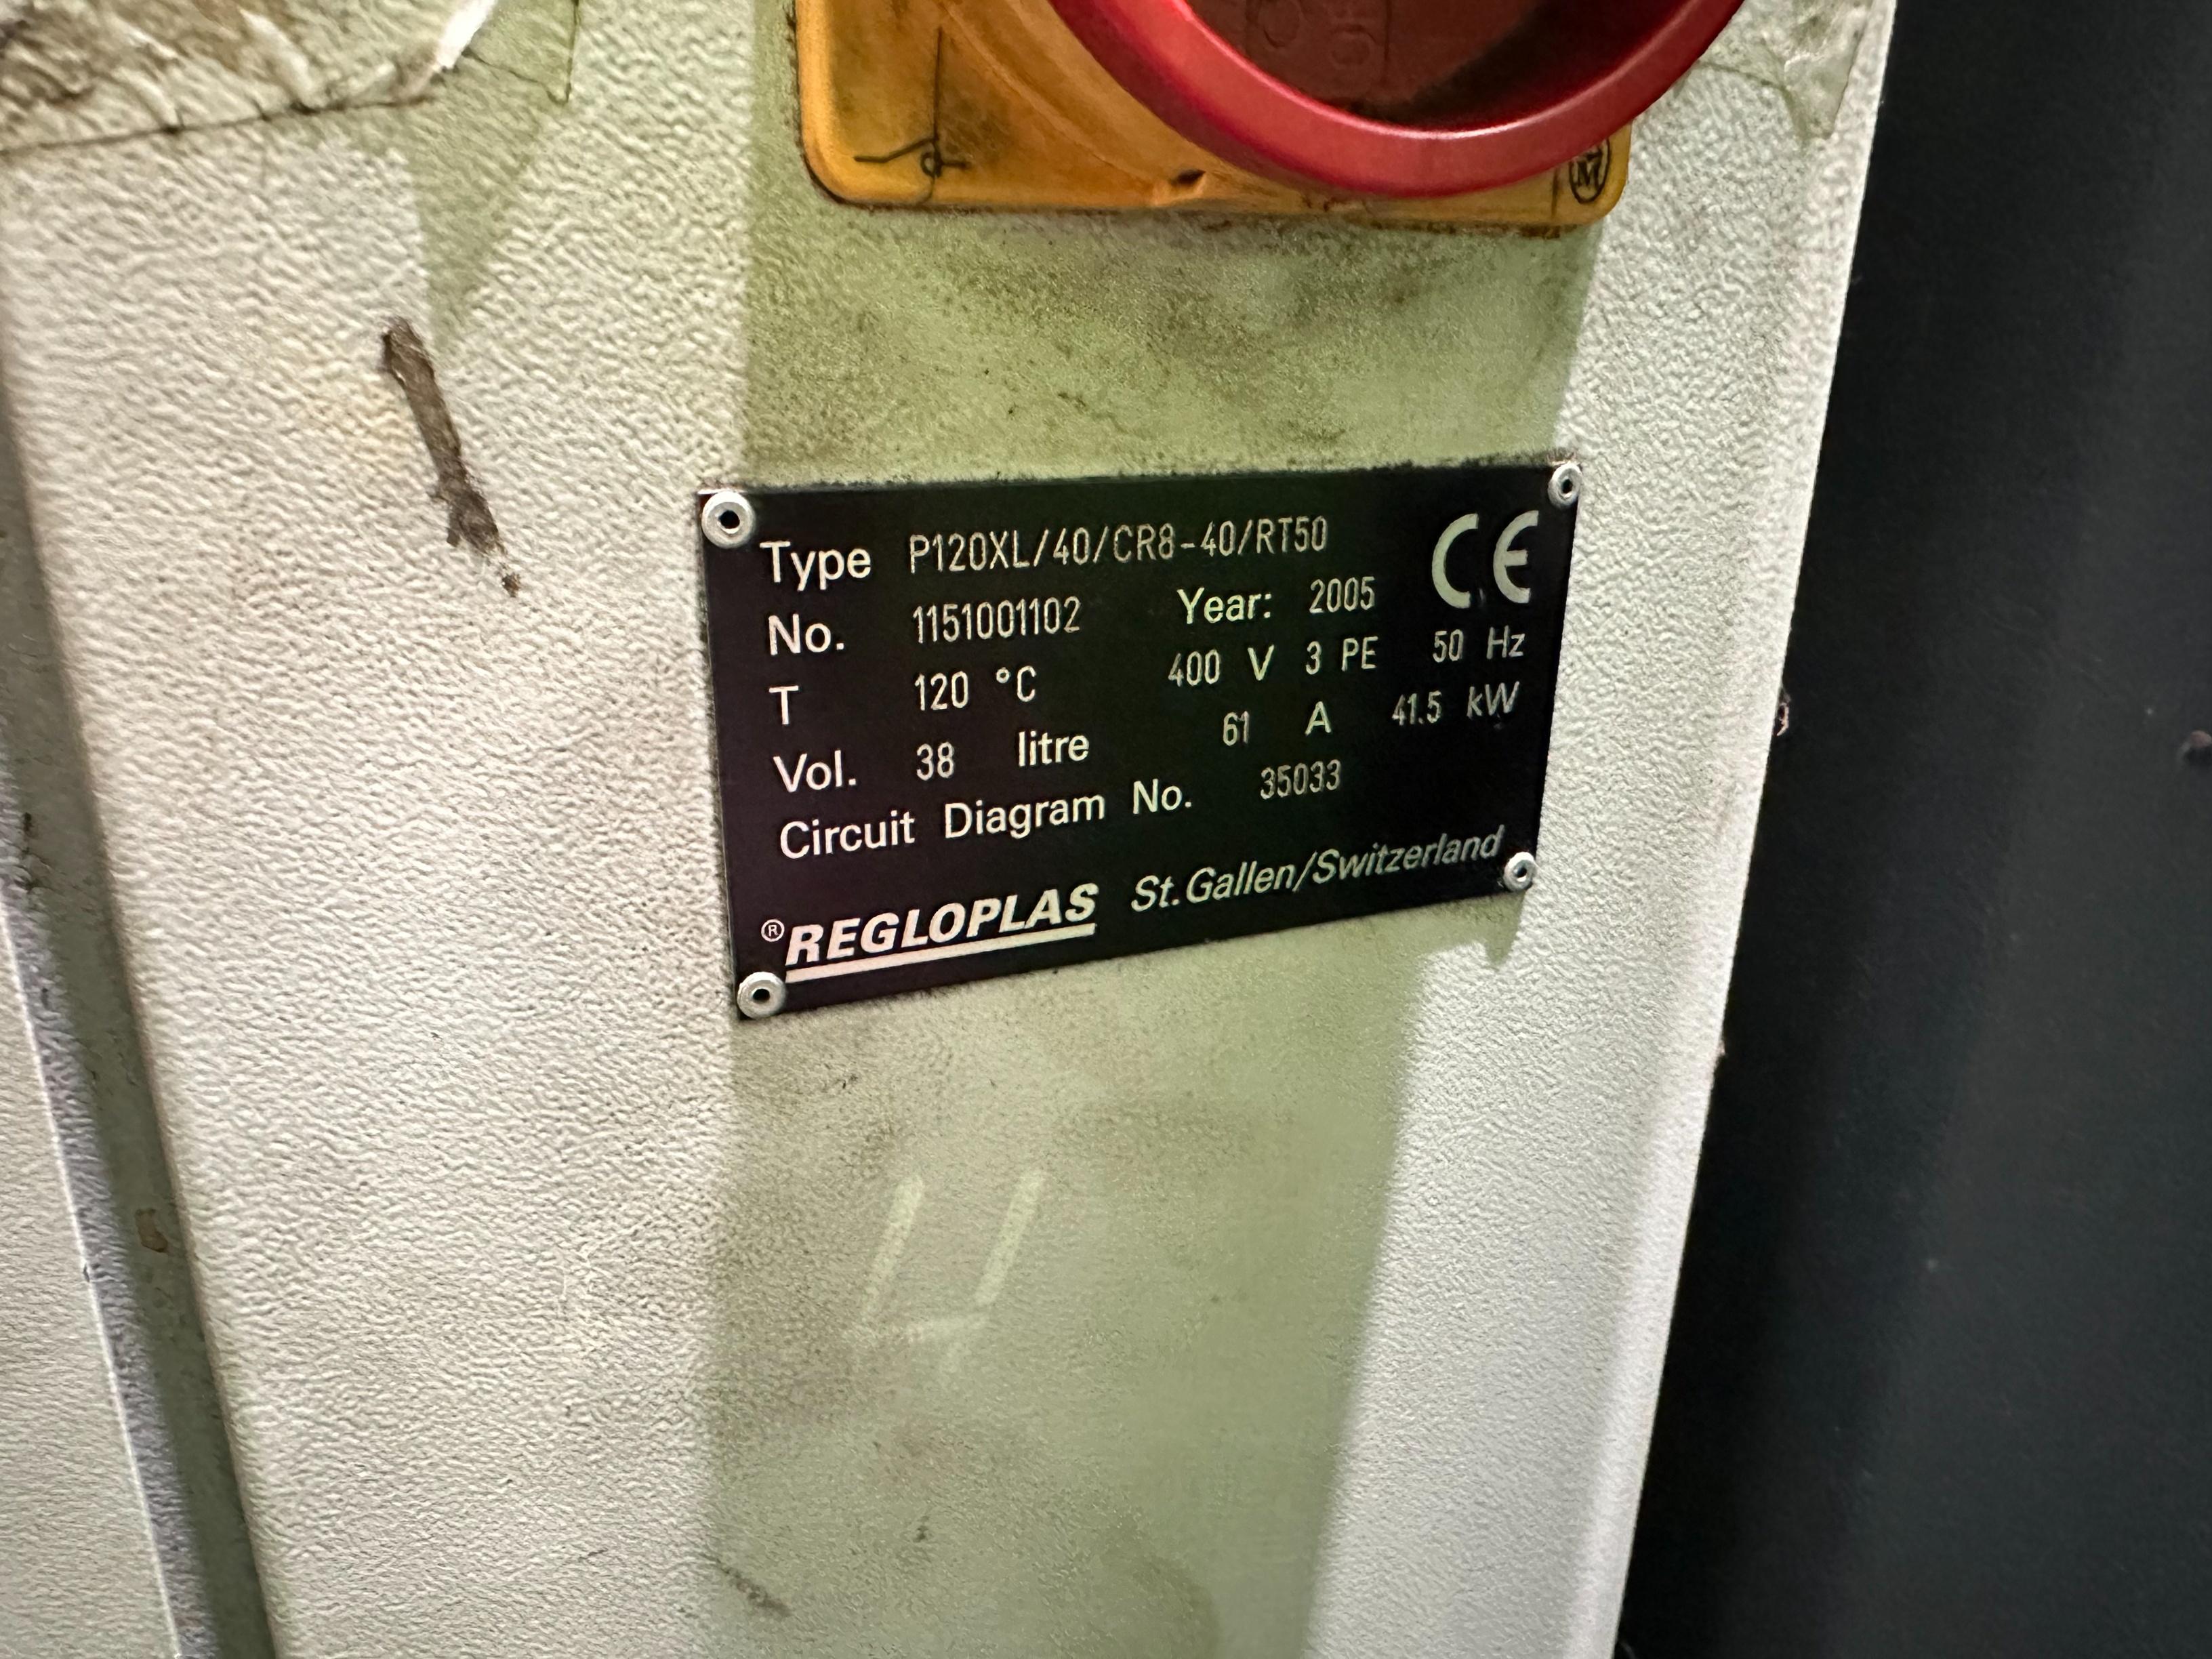 Type P120XL/40/CR8-40/RT50 CE
No. 1151001102 Year: 2005
T 120 °C 400 V 3 PE 50 Hz
Vol. 38 litre 61 A 41.5 kW
Circuit Diagram No. 35033
®REGLOPLAS St.Gallen/Switzerland